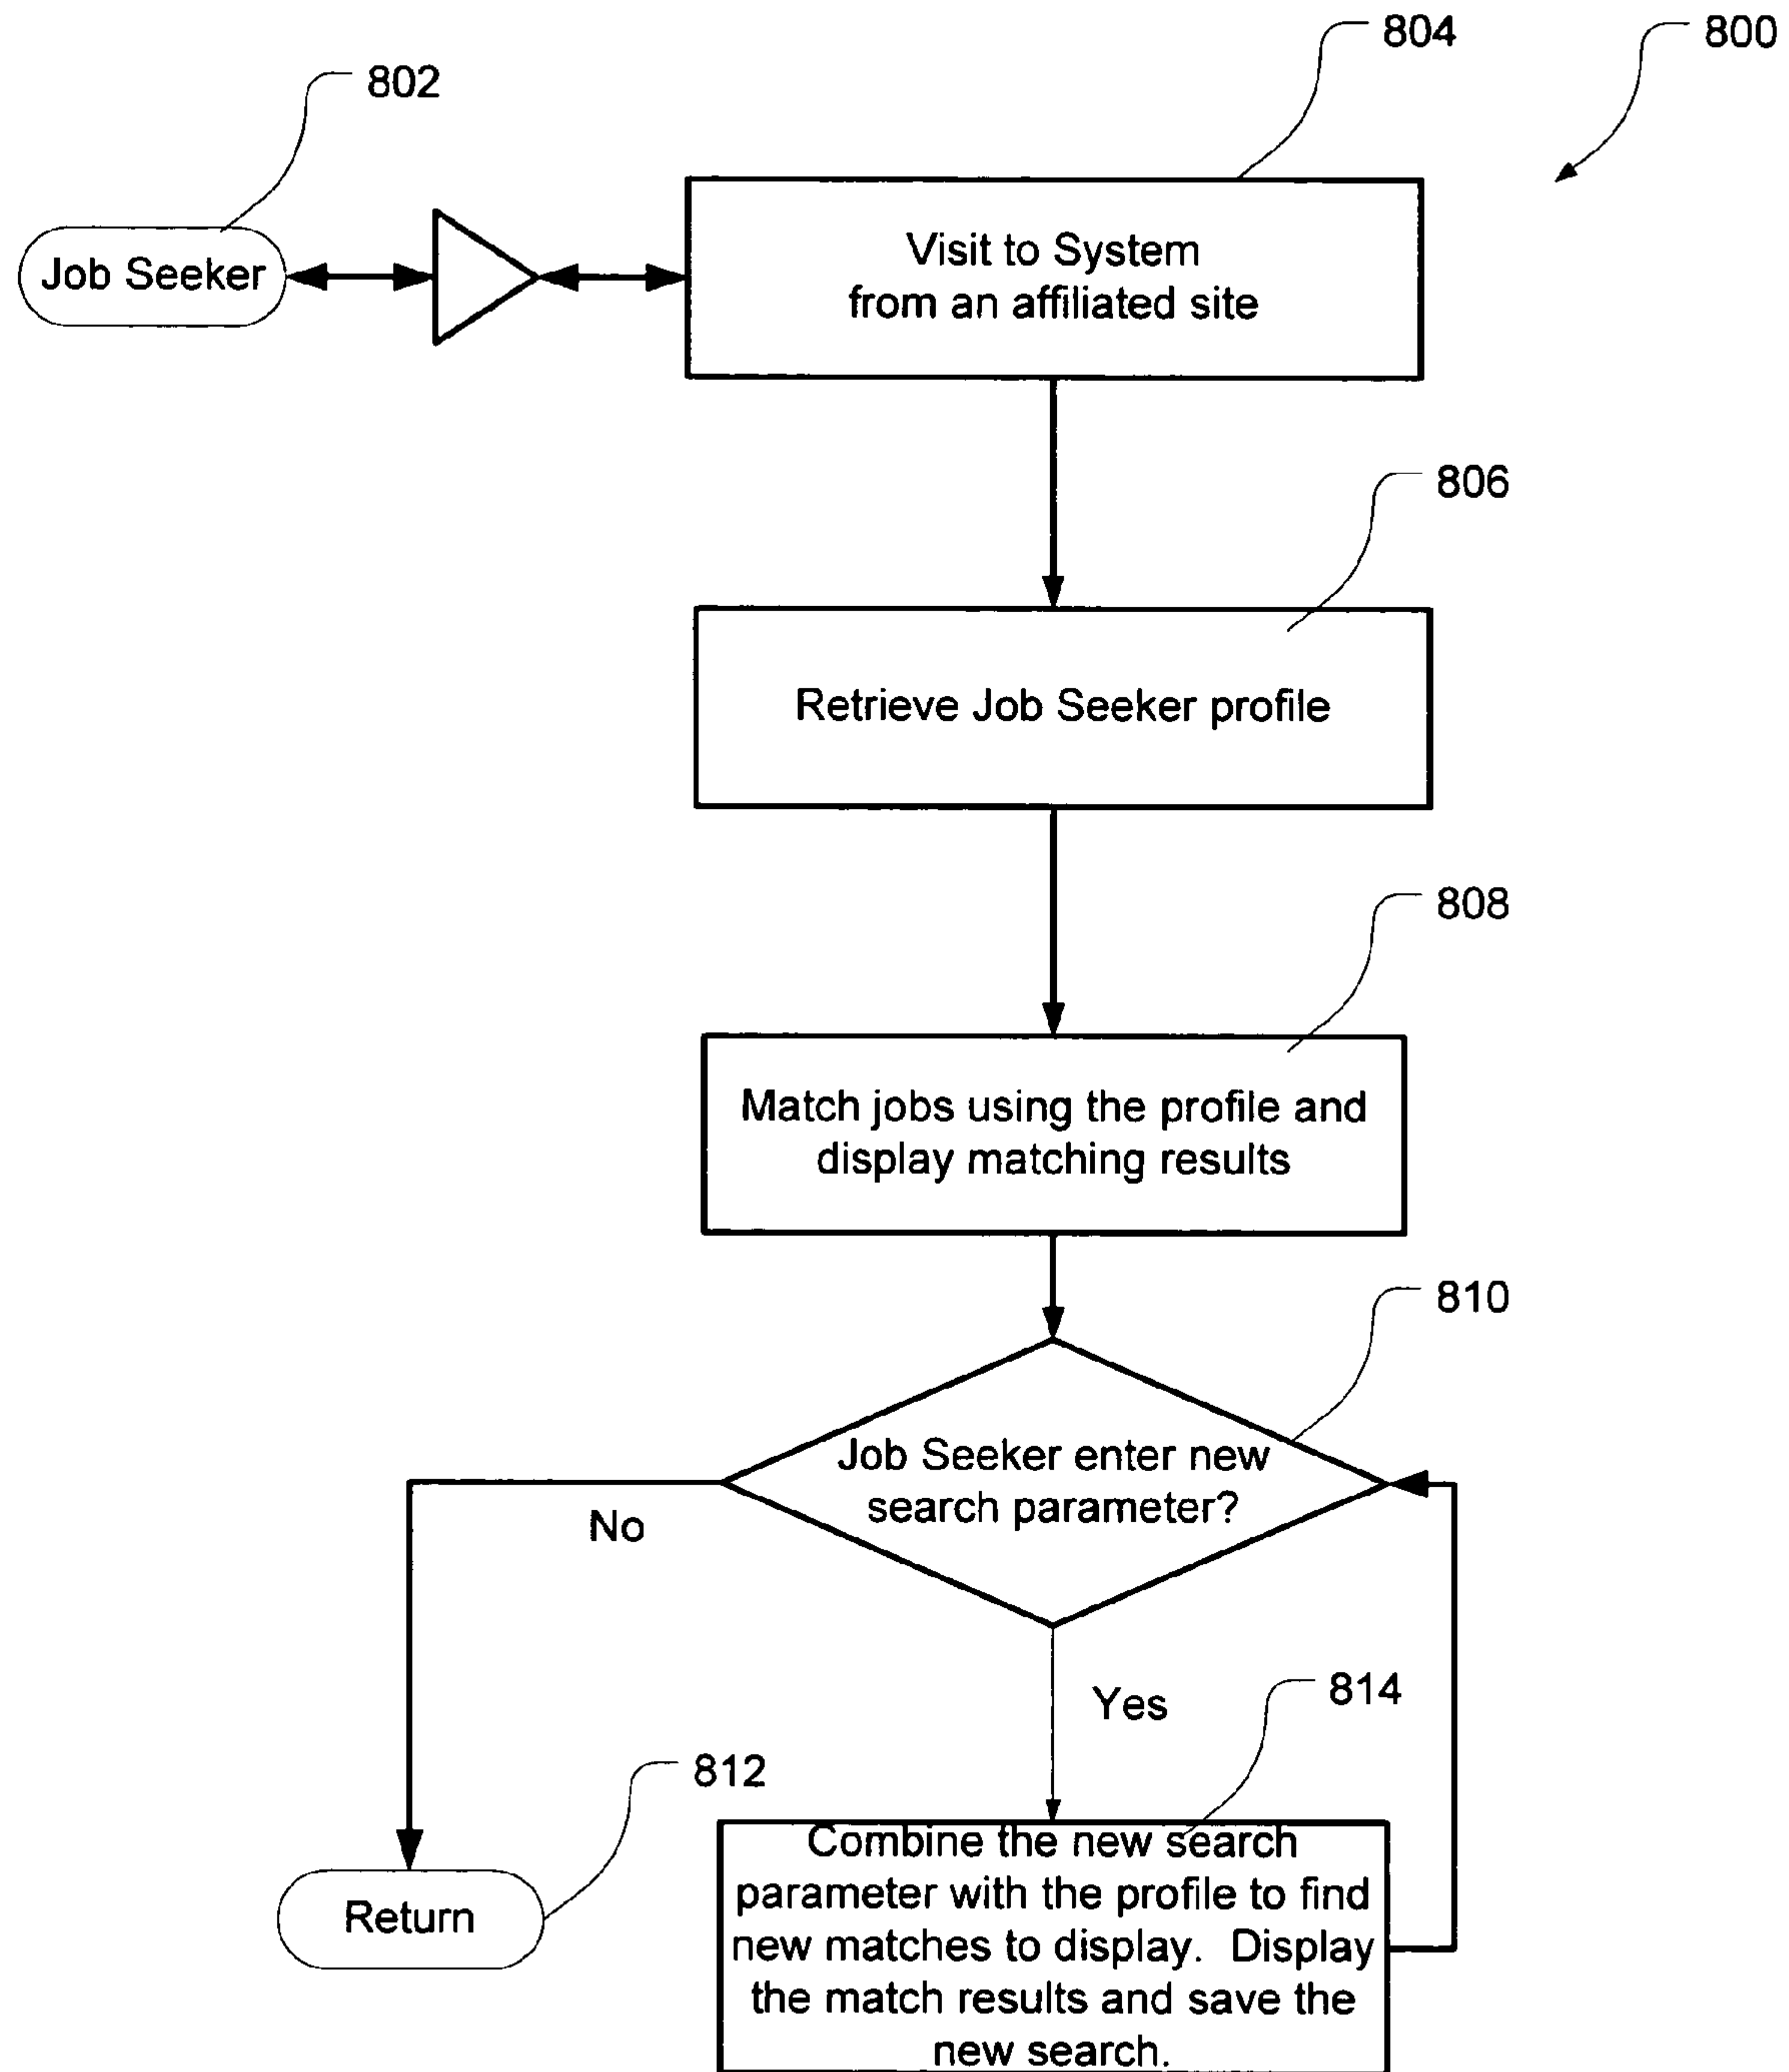 804
800
802
Job Seeker
Visit to System
from an affiliated site
806
Retrieve Job Seeker profile
808
Match jobs using the profile and
display matching results
810
Job Seeker enter new
search parameter?
No
Yes
814
812
Return
Combine the new search
parameter with the profile to find
new matches to display.  Display
the match results and save the
new search.